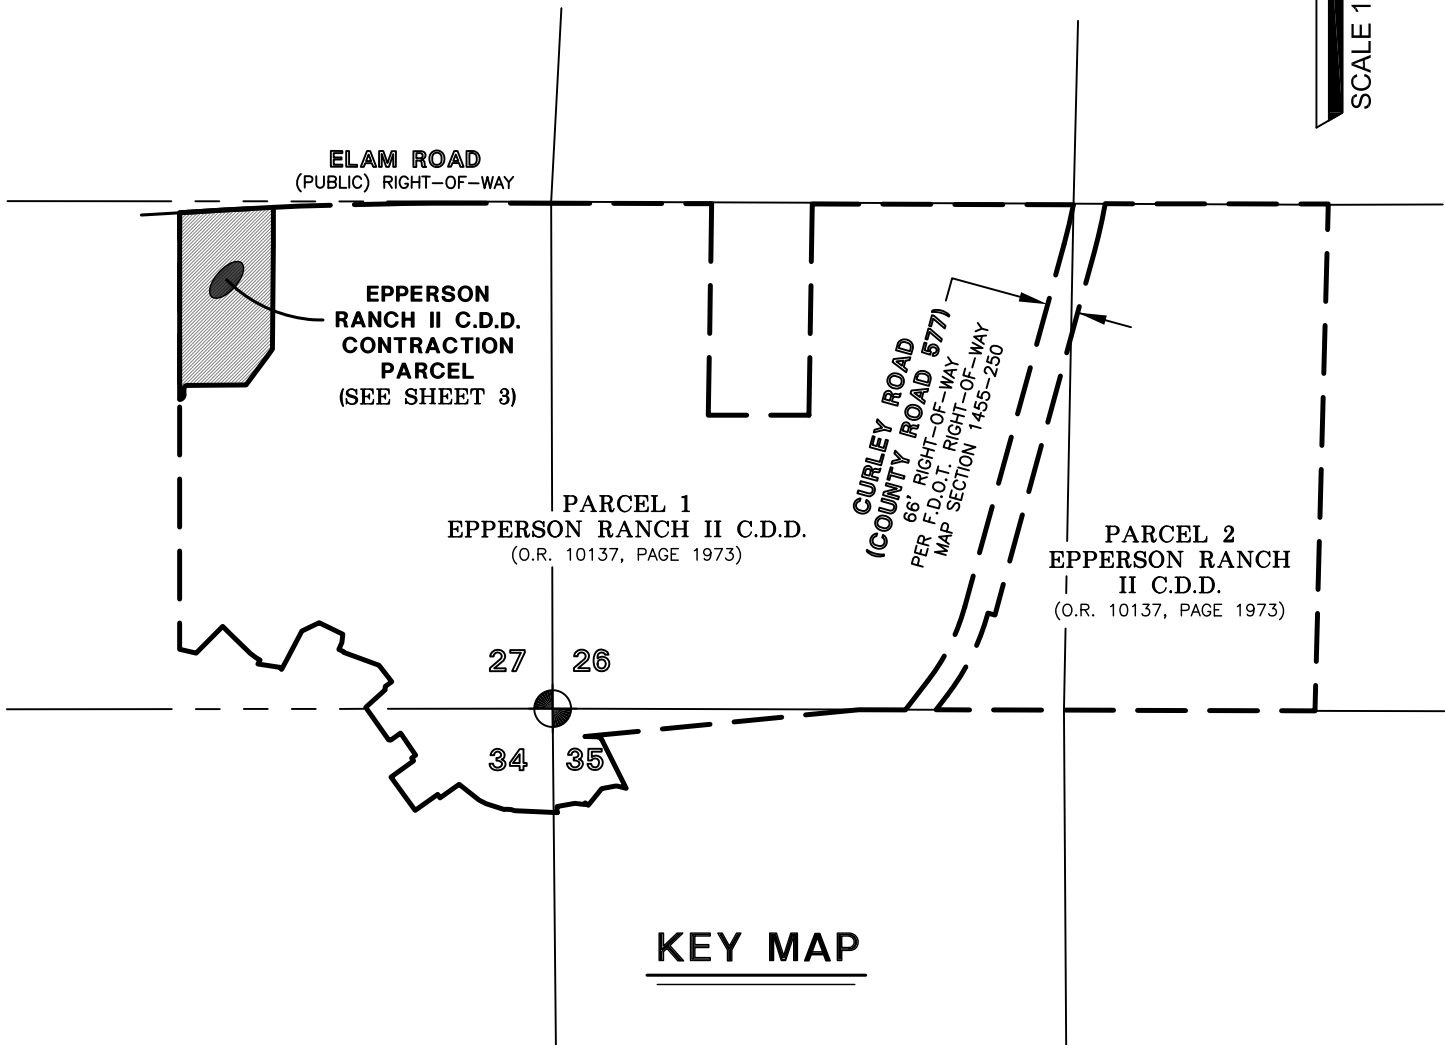 SCALE 1
ELAM ROAD
(PUBLIC) RIGHT-OF-WAY
EPPERSON
RANCH II C.D.D.
CONTRACTION
PARCEL
(SEE SHEET 3)
CURLEY ROAD
(COUNTY ROAD 577)
66' RIGHT-OF-WAY
PER F.D.O.T. RIGHT-OF-WAY
MAP SECTION 1455-250
PARCEL 1
EPPERSON RANCH II C.D.D.
(O.R. 10137, PAGE 1973)
PARCEL 2
EPPERSON RANCH
II C.D.D.
(O.R. 10137, PAGE 1973)
27 26
34 35
KEY MAP